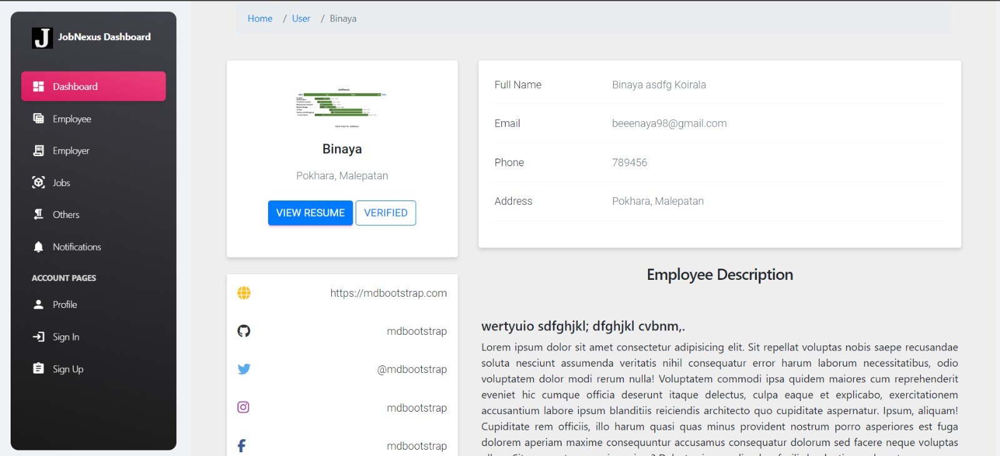 JobNexus Dashboard
Dashboard
Employee
Employer
Jobs
Others
Notifications
ACCOUNT PAGES
Profile
Sign In
Sign Up
Home / User / Binaya
JobNexus
Binaya
Pokhara, Malepatan
VIEW RESUME
VERIFIED
https://mdbootstrap.com
mdbootstrap
@mdbootstrap
mdbootstrap
mdbootstrap
Full Name Binaya asdfg Koirala
Email beeenaya98@gmail.com
Phone 789456
Address Pokhara, Malepatan
Employee Description
wertyuio sdfghjkl; dfghjkl cvbnm,.
Lorem ipsum dolor sit amet consectetur adipisicing elit. Sit repellat voluptas nobis saepe recusandae
soluta nesciunt assumenda veritatis nihil consequatur error harum laborum necessitatibus, odio
voluptatem dolor modi rerum nulla! Voluptatem commodi ipsa quidem maiores cum reprehenderit
eveniet hic cumque officia deserunt itaque delectus, culpa eaque et explicabo, exercitationem
accusantium labore ipsum blanditiis reiciendis architecto quo cupiditate aspernatur. Ipsum, aliquam!
Cupiditate rem officiis, illo harum quasi quas minus provident nostrum porro asperiores est fuga
dolorem aperiam maxime consequuntur accusamus consequatur dolorum sed facere neque voluptas